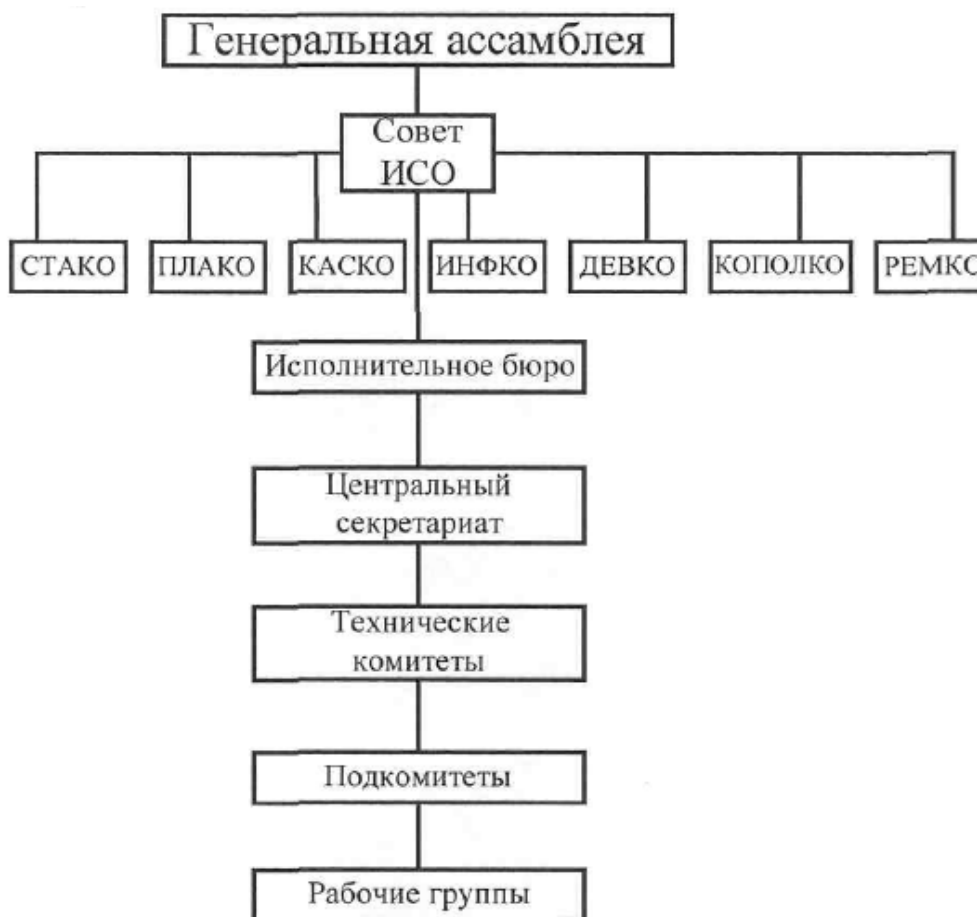 Генеральная ассамблея
Совет
ИСО
СТАКО
ПЛАКО
КАСКО
ИНФКО
ДЕВКО
КОПОЛКО
РЕМКО
Исполнительное бюро
Центральный
секретариат
Технические
комитеты
Подкомитеты
Рабочие группы